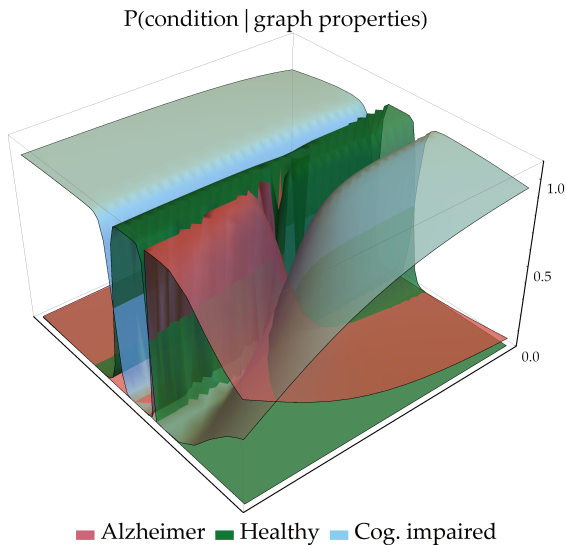 P(condition | graph properties)
1.0
0.5
0.0
Alzheimer Healthy Cog. impaired